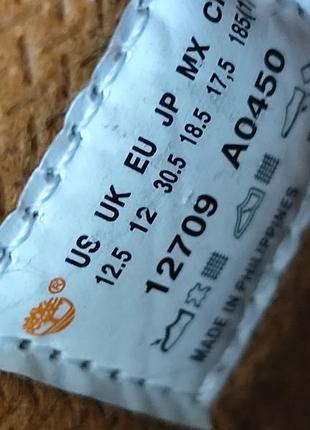 US UK EU JP MX
12.5 12 30.5 18.5 17,5
12709 A0450
MADE IN PHILIPPINES
®